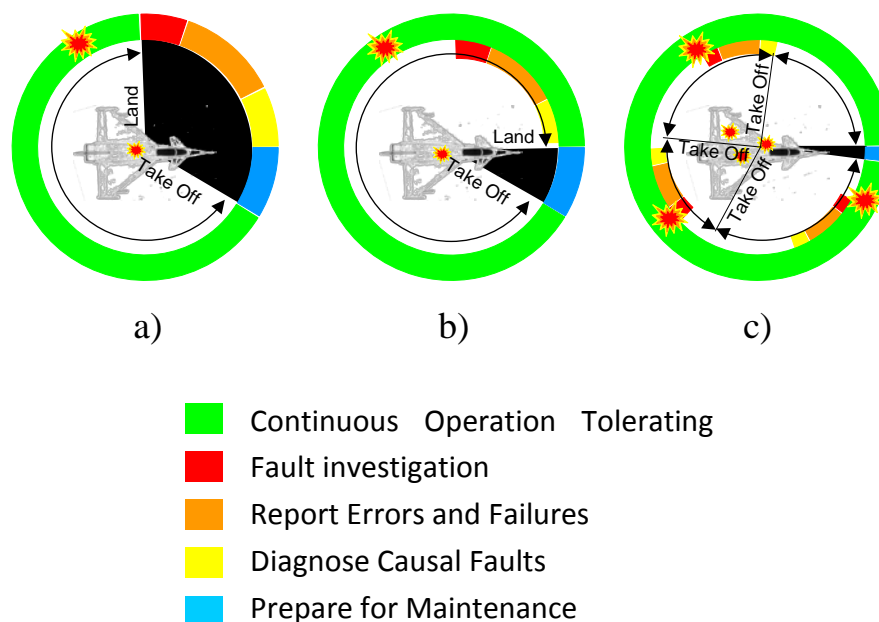 Land
Take Off
Land
Take Off
Take Off
Take Off
Take Off
a)
b)
c)
Continuous Operation Tolerating
Fault investigation
Report Errors and Failures
Diagnose Causal Faults
Prepare for Maintenance